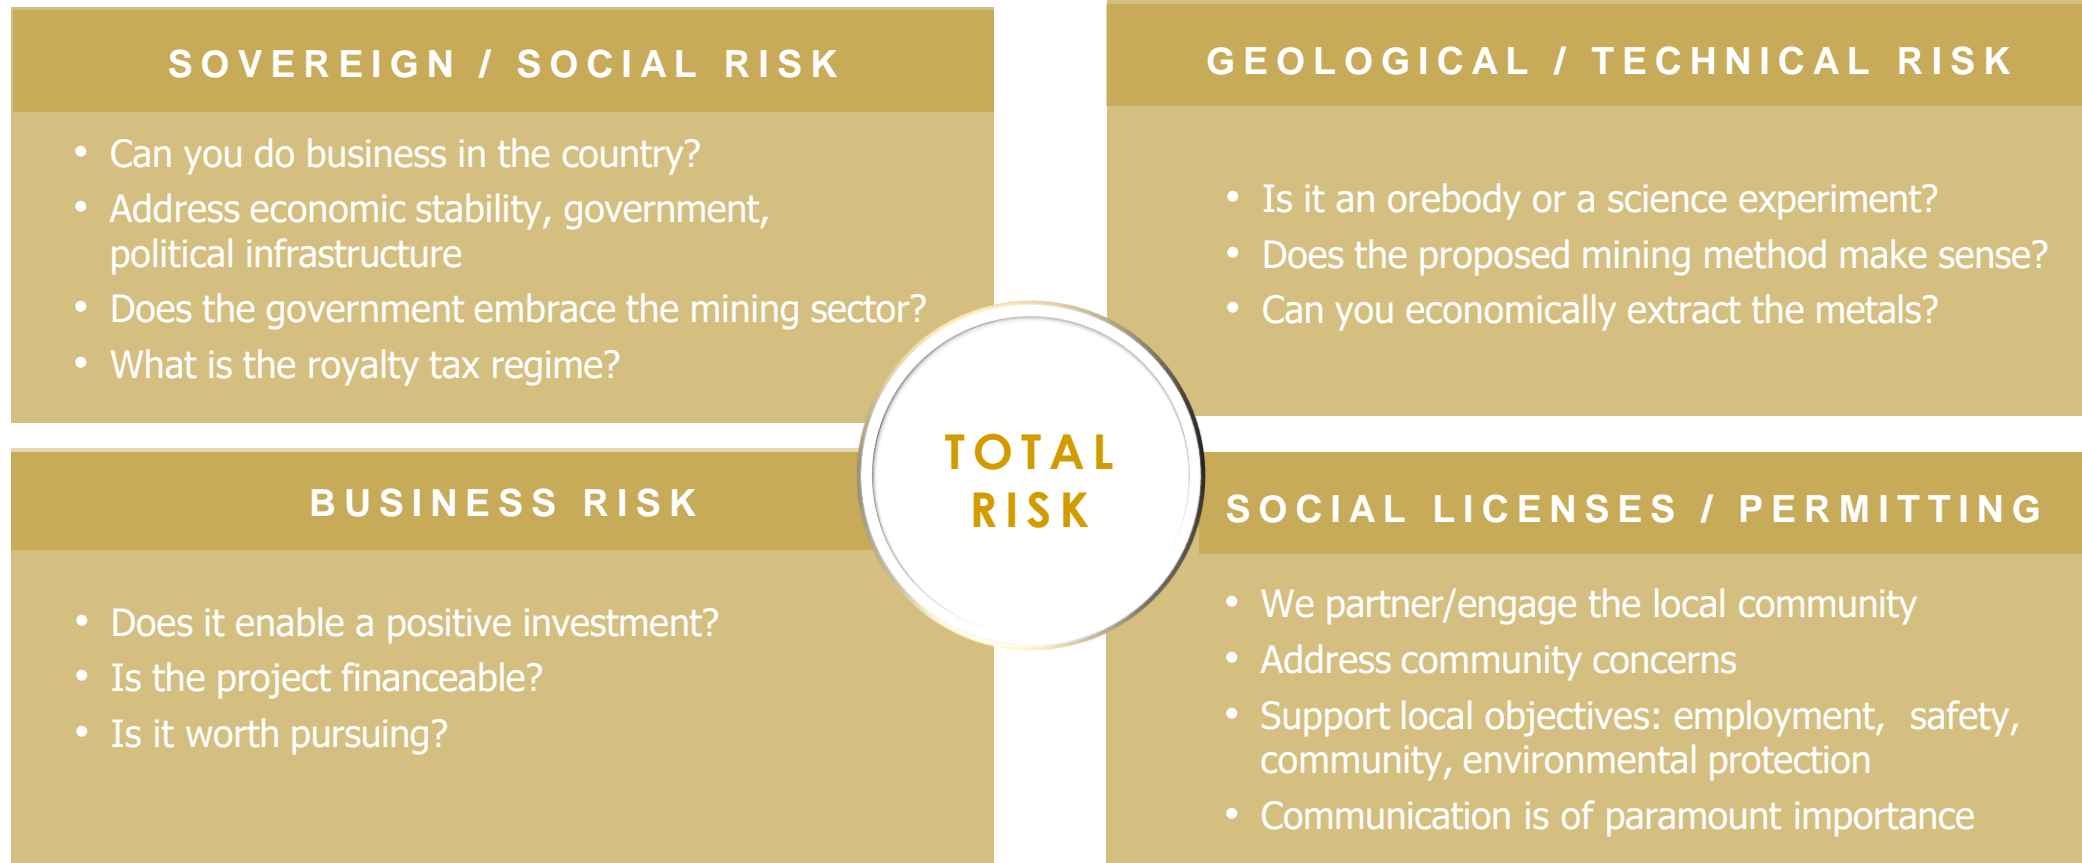 SOVEREIGN / SOCIAL RISK
• Can you do business in the country?
• Address economic stability, government,
political infrastructure
• Does the government embrace the mining sector?
• What is the royalty tax regime?
GEOLOGICAL / TECHNICAL RISK
• Is it an orebody or a science experiment?
• Does the proposed mining method make sense?
• Can you economically extract the metals?
TOTAL
RISK
BUSINESS RISK
• Does it enable a positive investment?
• Is the project financeable?
• Is it worth pursuing?
SOCIAL LICENSES / PERMITTING
• We partner/engage the local community
• Address community concerns
• Support local objectives: employment, safety,
community, environmental protection
• Communication is of paramount importance